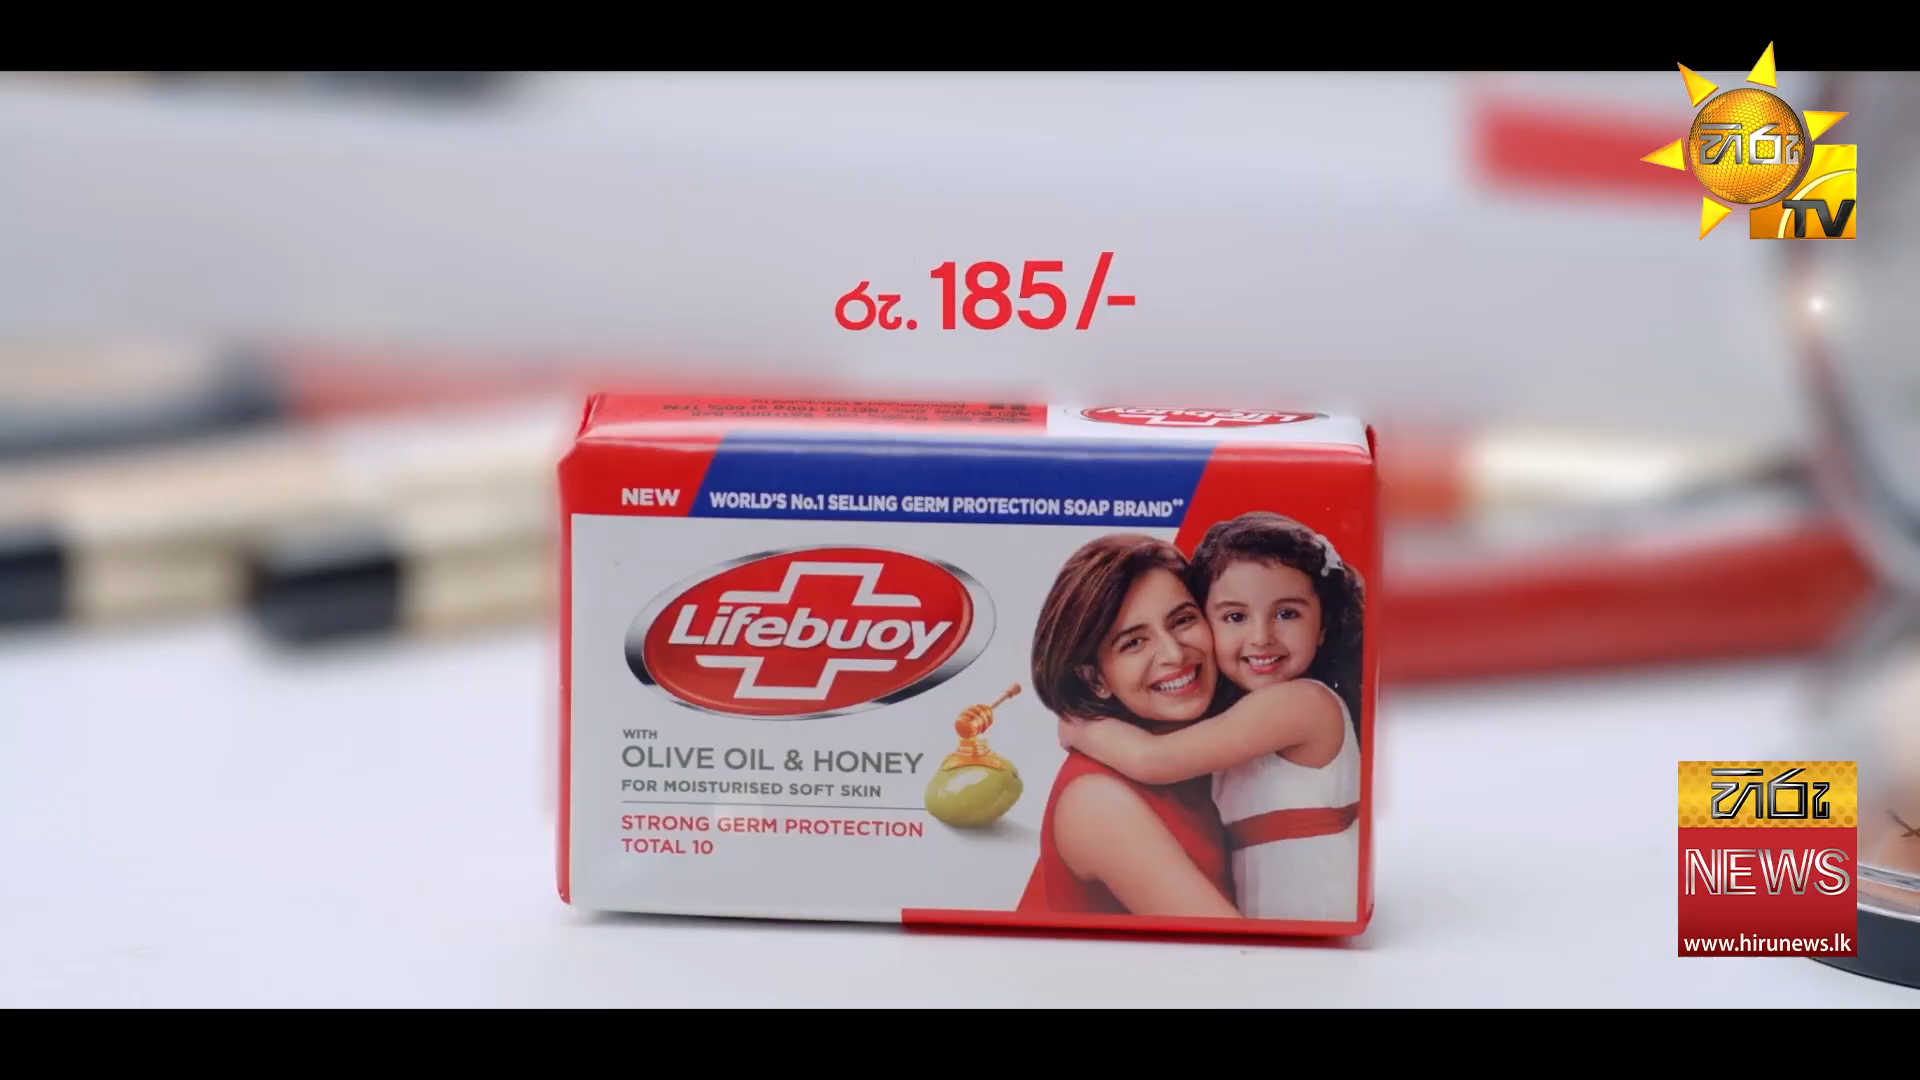 හිරු
TV
රු. 185/-
Lifebuoy
NEW
WORLD'S No.1 SELLING GERM PROTECTION SOAP BRAND**
Lifebuoy
WITH
OLIVE OIL & HONEY
FOR MOISTURISED SOFT SKIN
STRONG GERM PROTECTION
TOTAL 10
හිරු
NEWS
www.hirunews.lk